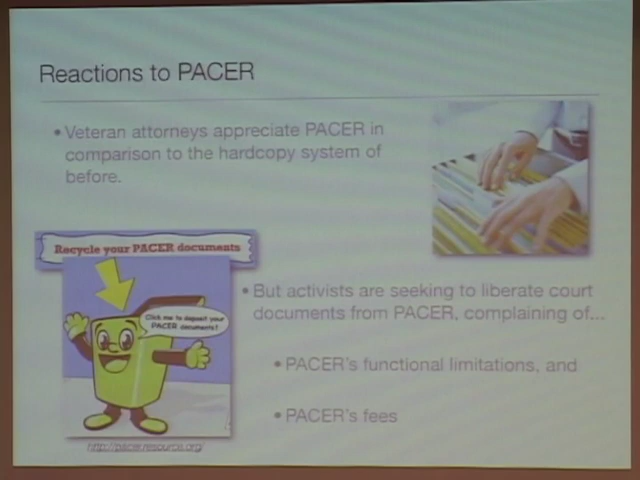 Reactions to PACER
• Veteran attorneys appreciate PACER in
comparison to the hardcopy system of
before.
Recycle your PACER documents
Click me to deposit your
PACER documents!
• But activists are seeking to liberate court
documents from PACER, complaining of...
• PACER's functional limitations, and
• PACER's fees
http://pacer.resource.org/